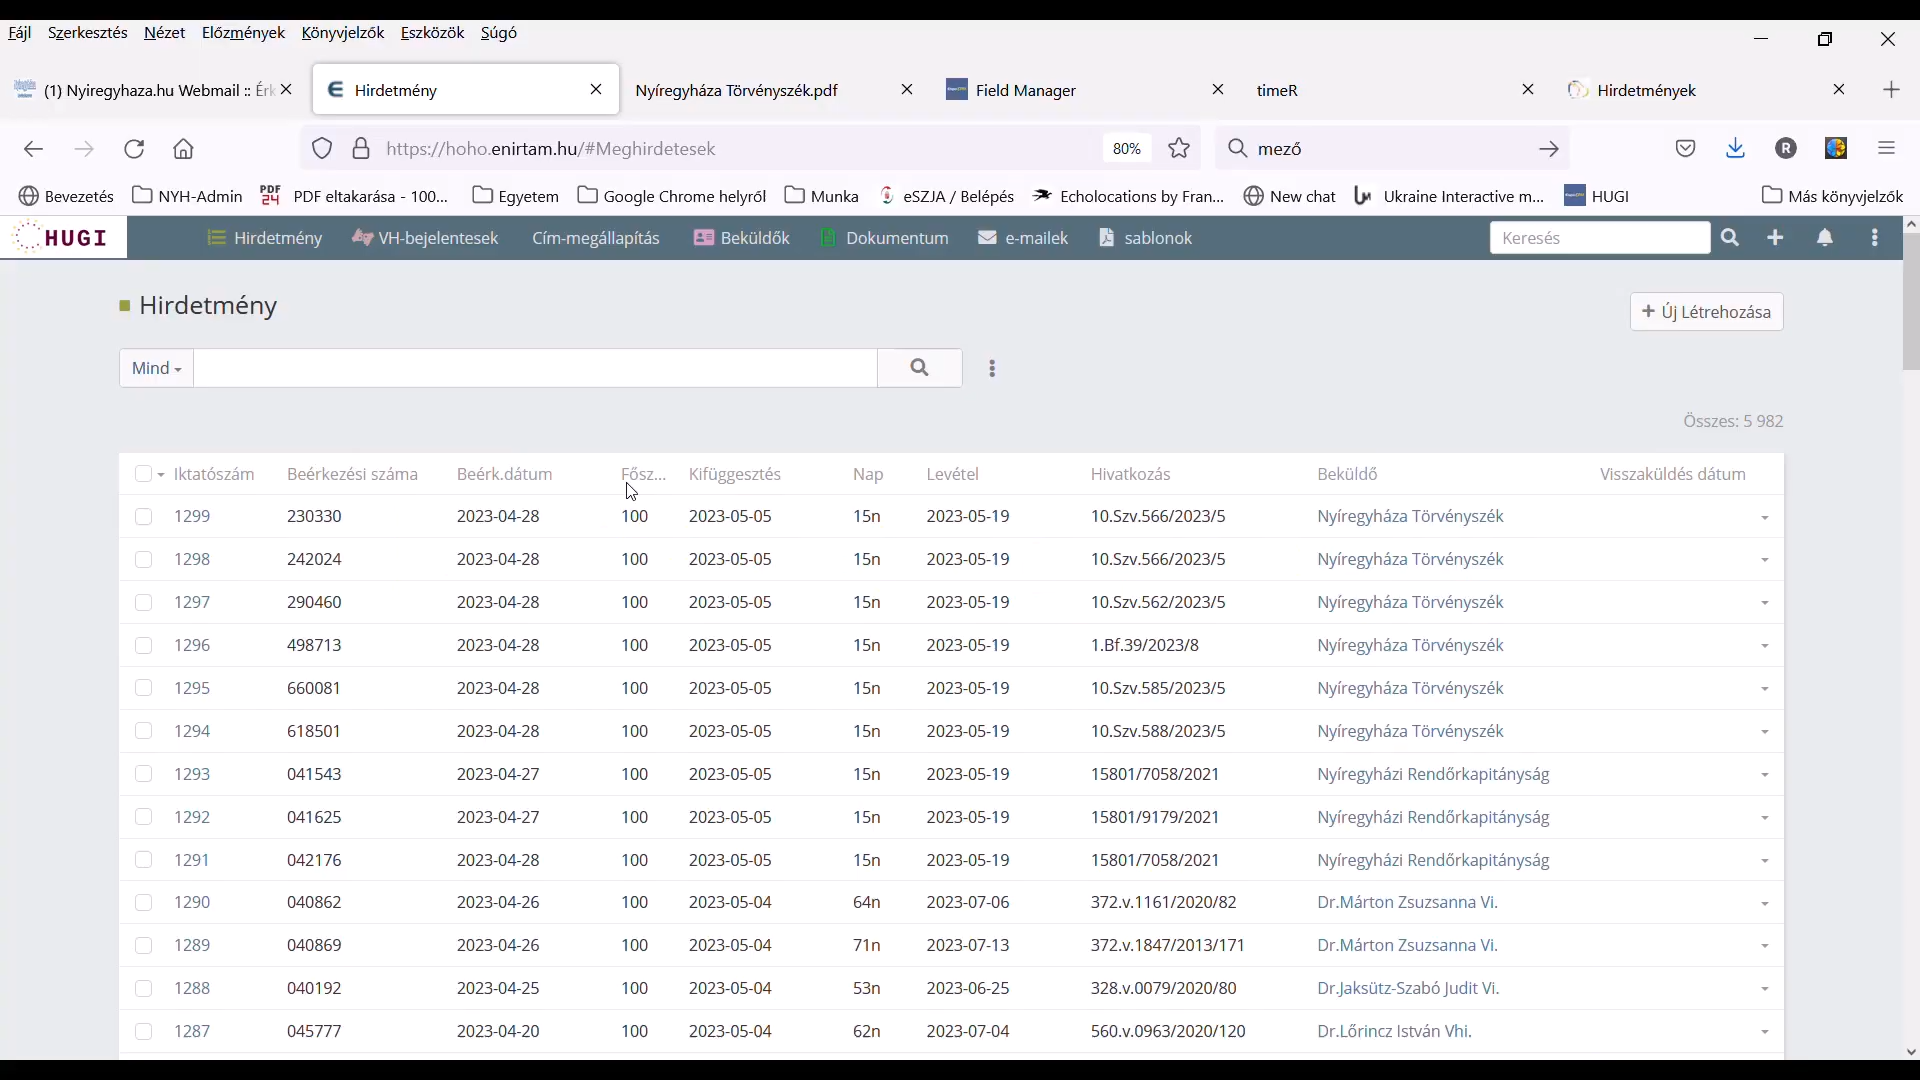 Fájl Szerkesztés Nézet Előzmények Könyvjelzők Eszközök Súgó
(1) Nyiregyhaza.hu Webmail :: Érk Hirdetmény Nyíregyháza Törvényszék.pdf Field Manager timeR Hirdetmények
https://hoho.enirtam.hu/#Meghirdetesek 80% mező R
Bevezetés NYH-Admin PDF 24 PDF eltakarása - 100... Egyetem Google Chrome helyről Munka eSZJA / Belépés Echolocations by Fran... New chat Ukraine Interactive m... HUGI Más könyvjelzők
HUGI Hirdetmény VH-bejelentesek Cím-megállapítás Beküldők Dokumentum e-mailek sablonok Keresés
Hirdetmény
+ Új Létrehozása
Mind
Összes: 5 982
Iktatószám Beérkezési száma Beérk.dátum Fősz... Kifüggesztés Nap Levétel Hivatkozás Beküldő Visszaküldés dátum
1299 230330 2023-04-28 100 2023-05-05 15n 2023-05-19 10.Szv.566/2023/5 Nyíregyháza Törvényszék
1298 242024 2023-04-28 100 2023-05-05 15n 2023-05-19 10.Szv.566/2023/5 Nyíregyháza Törvényszék
1297 290460 2023-04-28 100 2023-05-05 15n 2023-05-19 10.Szv.562/2023/5 Nyíregyháza Törvényszék
1296 498713 2023-04-28 100 2023-05-05 15n 2023-05-19 1.Bf.39/2023/8 Nyíregyháza Törvényszék
1295 660081 2023-04-28 100 2023-05-05 15n 2023-05-19 10.Szv.585/2023/5 Nyíregyháza Törvényszék
1294 618501 2023-04-28 100 2023-05-05 15n 2023-05-19 10.Szv.588/2023/5 Nyíregyháza Törvényszék
1293 041543 2023-04-27 100 2023-05-05 15n 2023-05-19 15801/7058/2021 Nyíregyházi Rendőrkapitányság
1292 041625 2023-04-27 100 2023-05-05 15n 2023-05-19 15801/9179/2021 Nyíregyházi Rendőrkapitányság
1291 042176 2023-04-28 100 2023-05-05 15n 2023-05-19 15801/7058/2021 Nyíregyházi Rendőrkapitányság
1290 040862 2023-04-26 100 2023-05-04 64n 2023-07-06 372.v.1161/2020/82 Dr.Márton Zsuzsanna Vi.
1289 040869 2023-04-26 100 2023-05-04 71n 2023-07-13 372.v.1847/2013/171 Dr.Márton Zsuzsanna Vi.
1288 040192 2023-04-25 100 2023-05-04 53n 2023-06-25 328.v.0079/2020/80 Dr.Jaksütz-Szabó Judit Vi.
1287 045777 2023-04-20 100 2023-05-04 62n 2023-07-04 560.v.0963/2020/120 Dr.Lőrincz István Vhi.